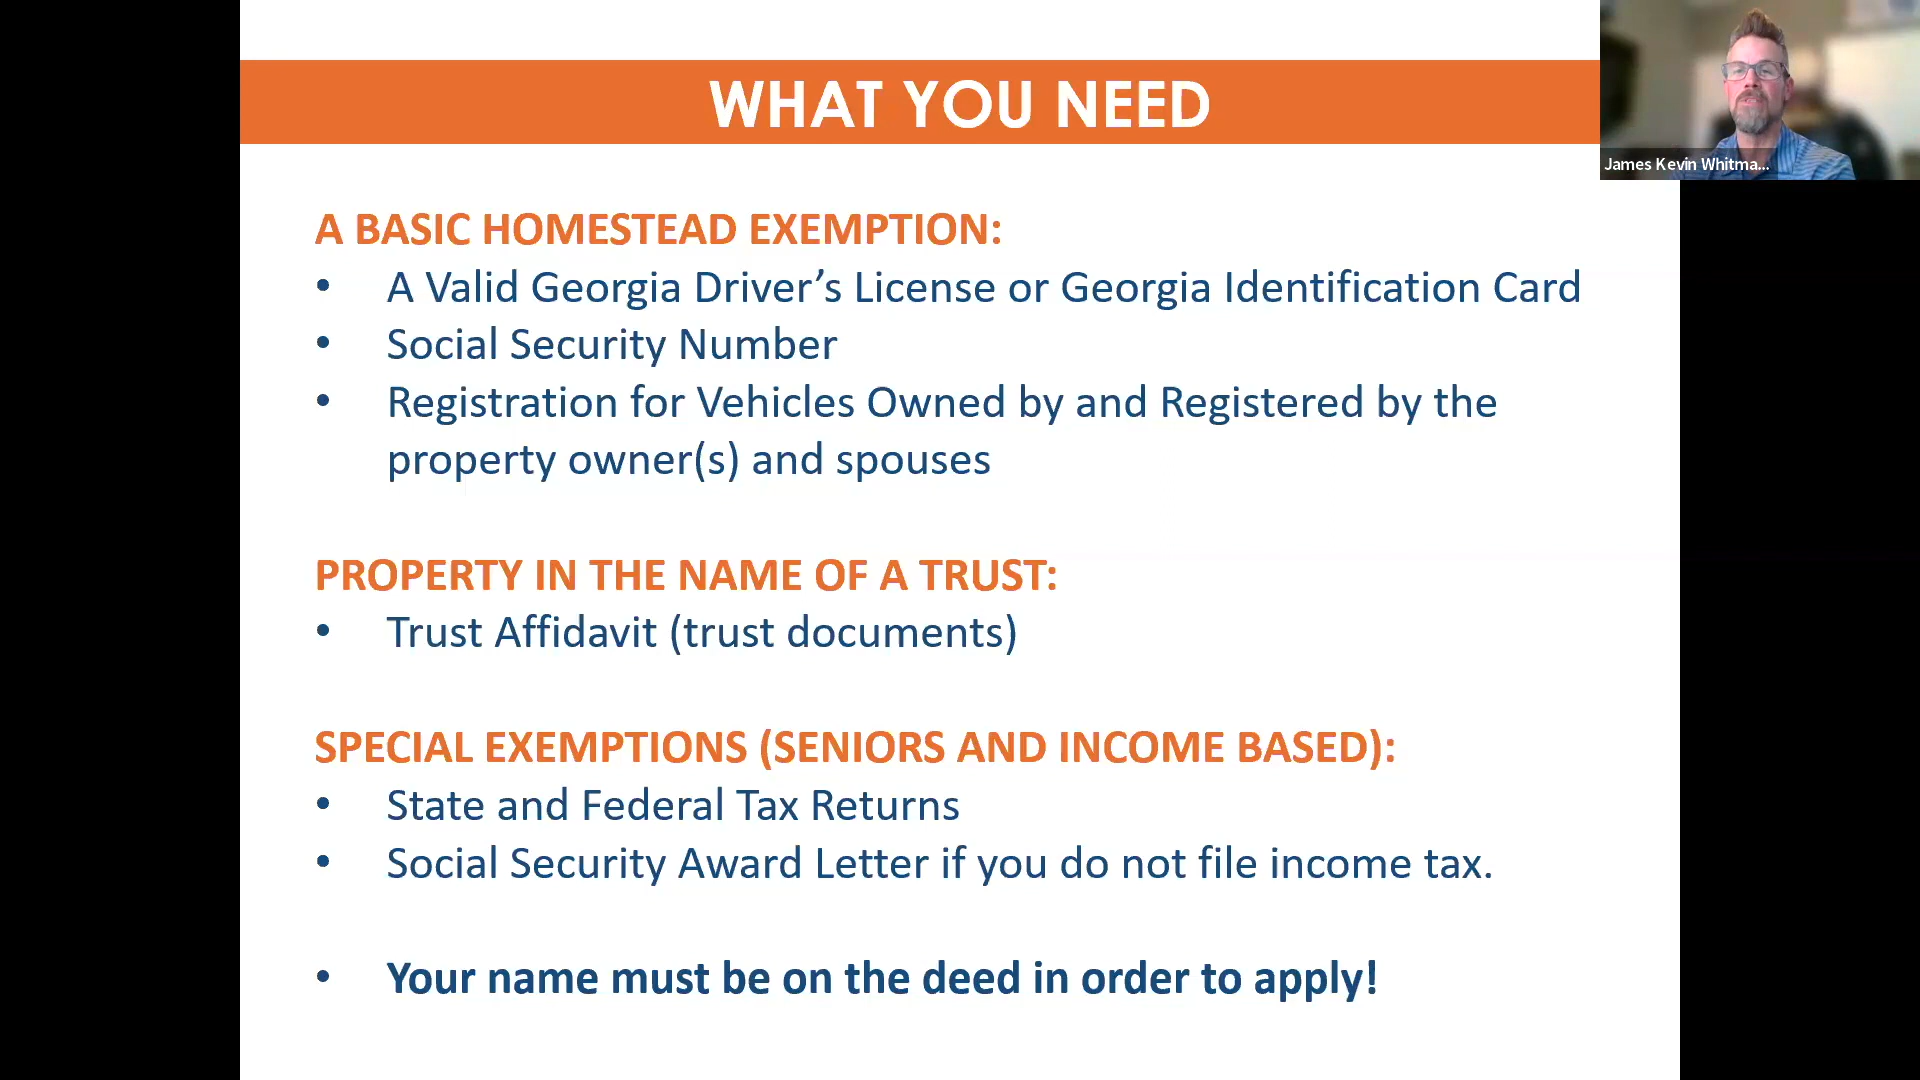 WHAT YOU NEED
James Kevin Whitma...
A BASIC HOMESTEAD EXEMPTION:
• A Valid Georgia Driver’s License or Georgia Identification Card
• Social Security Number
• Registration for Vehicles Owned by and Registered by the
property owner(s) and spouses
PROPERTY IN THE NAME OF A TRUST:
• Trust Affidavit (trust documents)
SPECIAL EXEMPTIONS (SENIORS AND INCOME BASED):
• State and Federal Tax Returns
• Social Security Award Letter if you do not file income tax.
• Your name must be on the deed in order to apply!